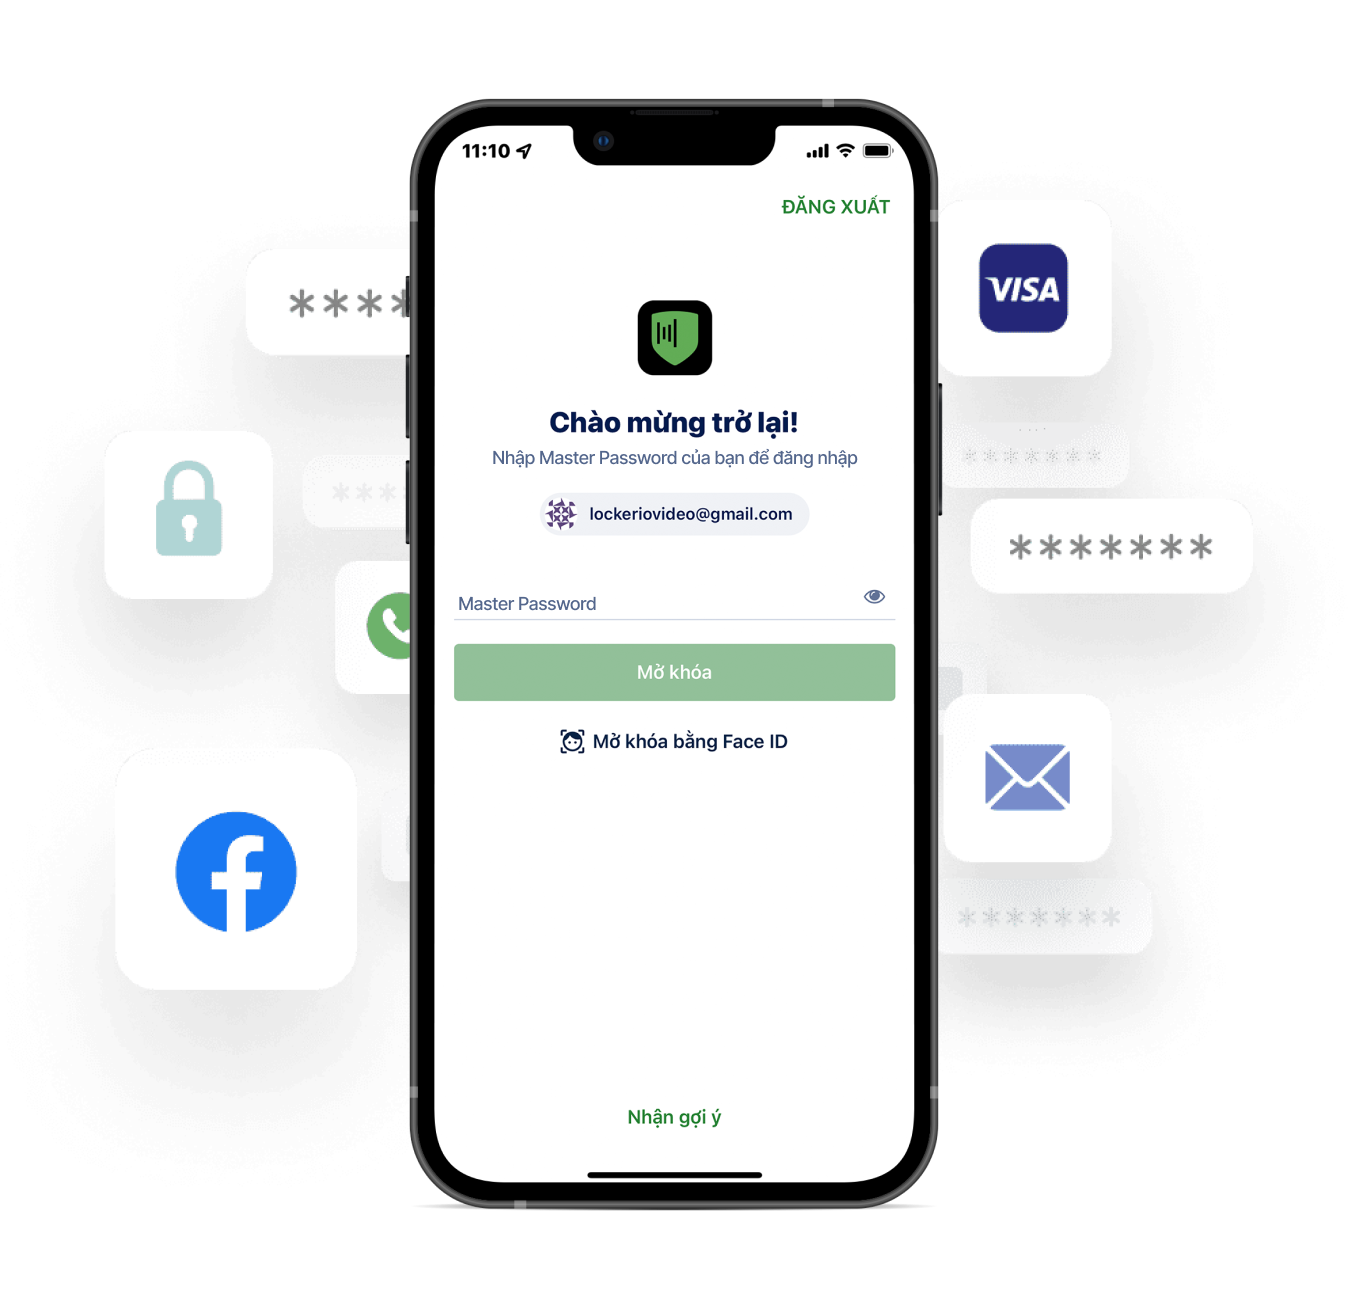 11:10
ĐĂNG XUẤT
VISA
****
Chào mừng trở lại!
Nhập Master Password của bạn để đăng nhập
*******
****
lockeriovideo@gmail.com
*******
Master Password
Mở khóa
Mở khóa bằng Face ID
*******
Nhận gợi ý